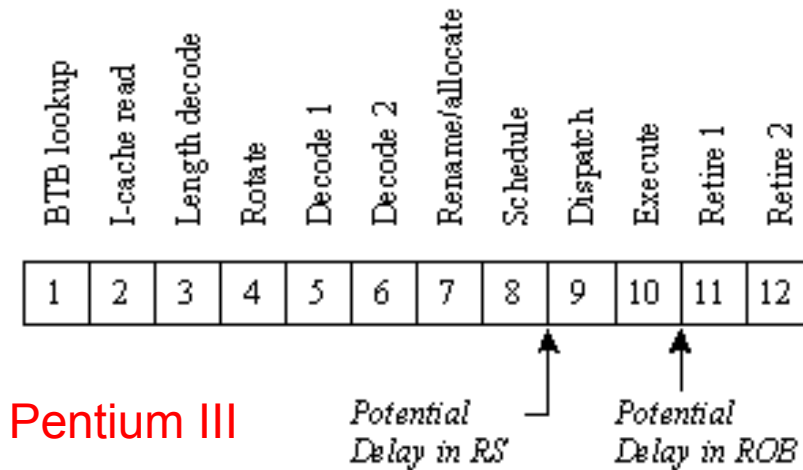 BTB lookup
I-cache read
Length decode
Rotate
Decode 1
Decode 2
Rename/allocate
Schedule
Dispatch
Execute
Retire 1
Retire 2
1 2 3 4 5 6 7 8 9 10 11 12
Pentium III
Potential
Delay in RS
Potential
Delay in ROB